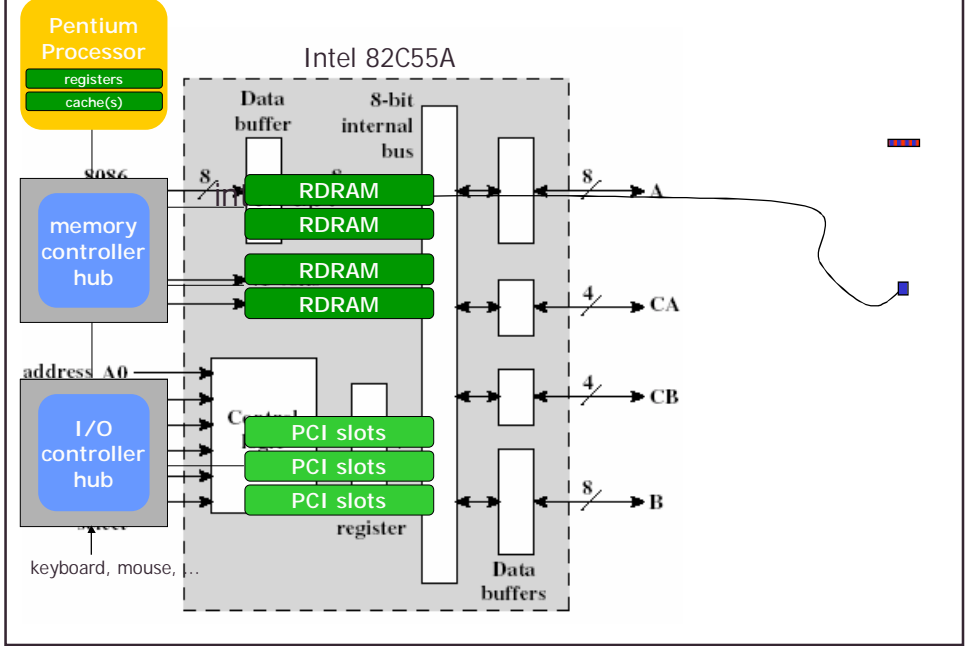 Pentium
Processor
registers
cache(s)
Intel 82C55A
Data
buffer
8-bit
internal
bus
8086
8
8
A
RDRAM
RDRAM
RDRAM
RDRAM
memory
controller
hub
4
CA
address A0
4
CB
I/O
controller
hub
PCI slots
PCI slots
PCI slots
8
B
register
keyboard, mouse, ...
Data
buffers